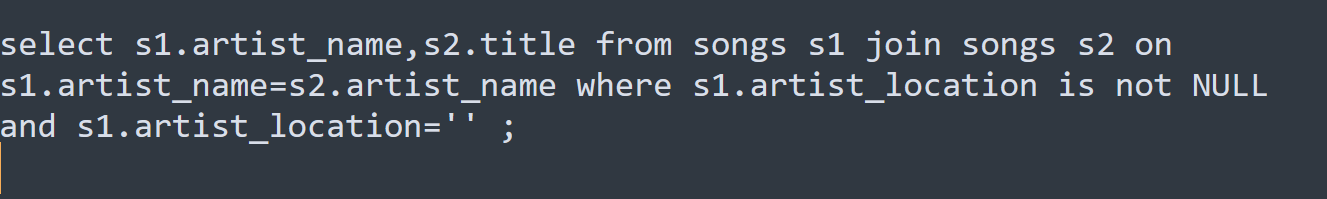 select s1.artist_name,s2.title from songs s1 join songs s2 on
s1.artist_name=s2.artist_name where s1.artist_location is not NULL
and s1.artist_location='' ;